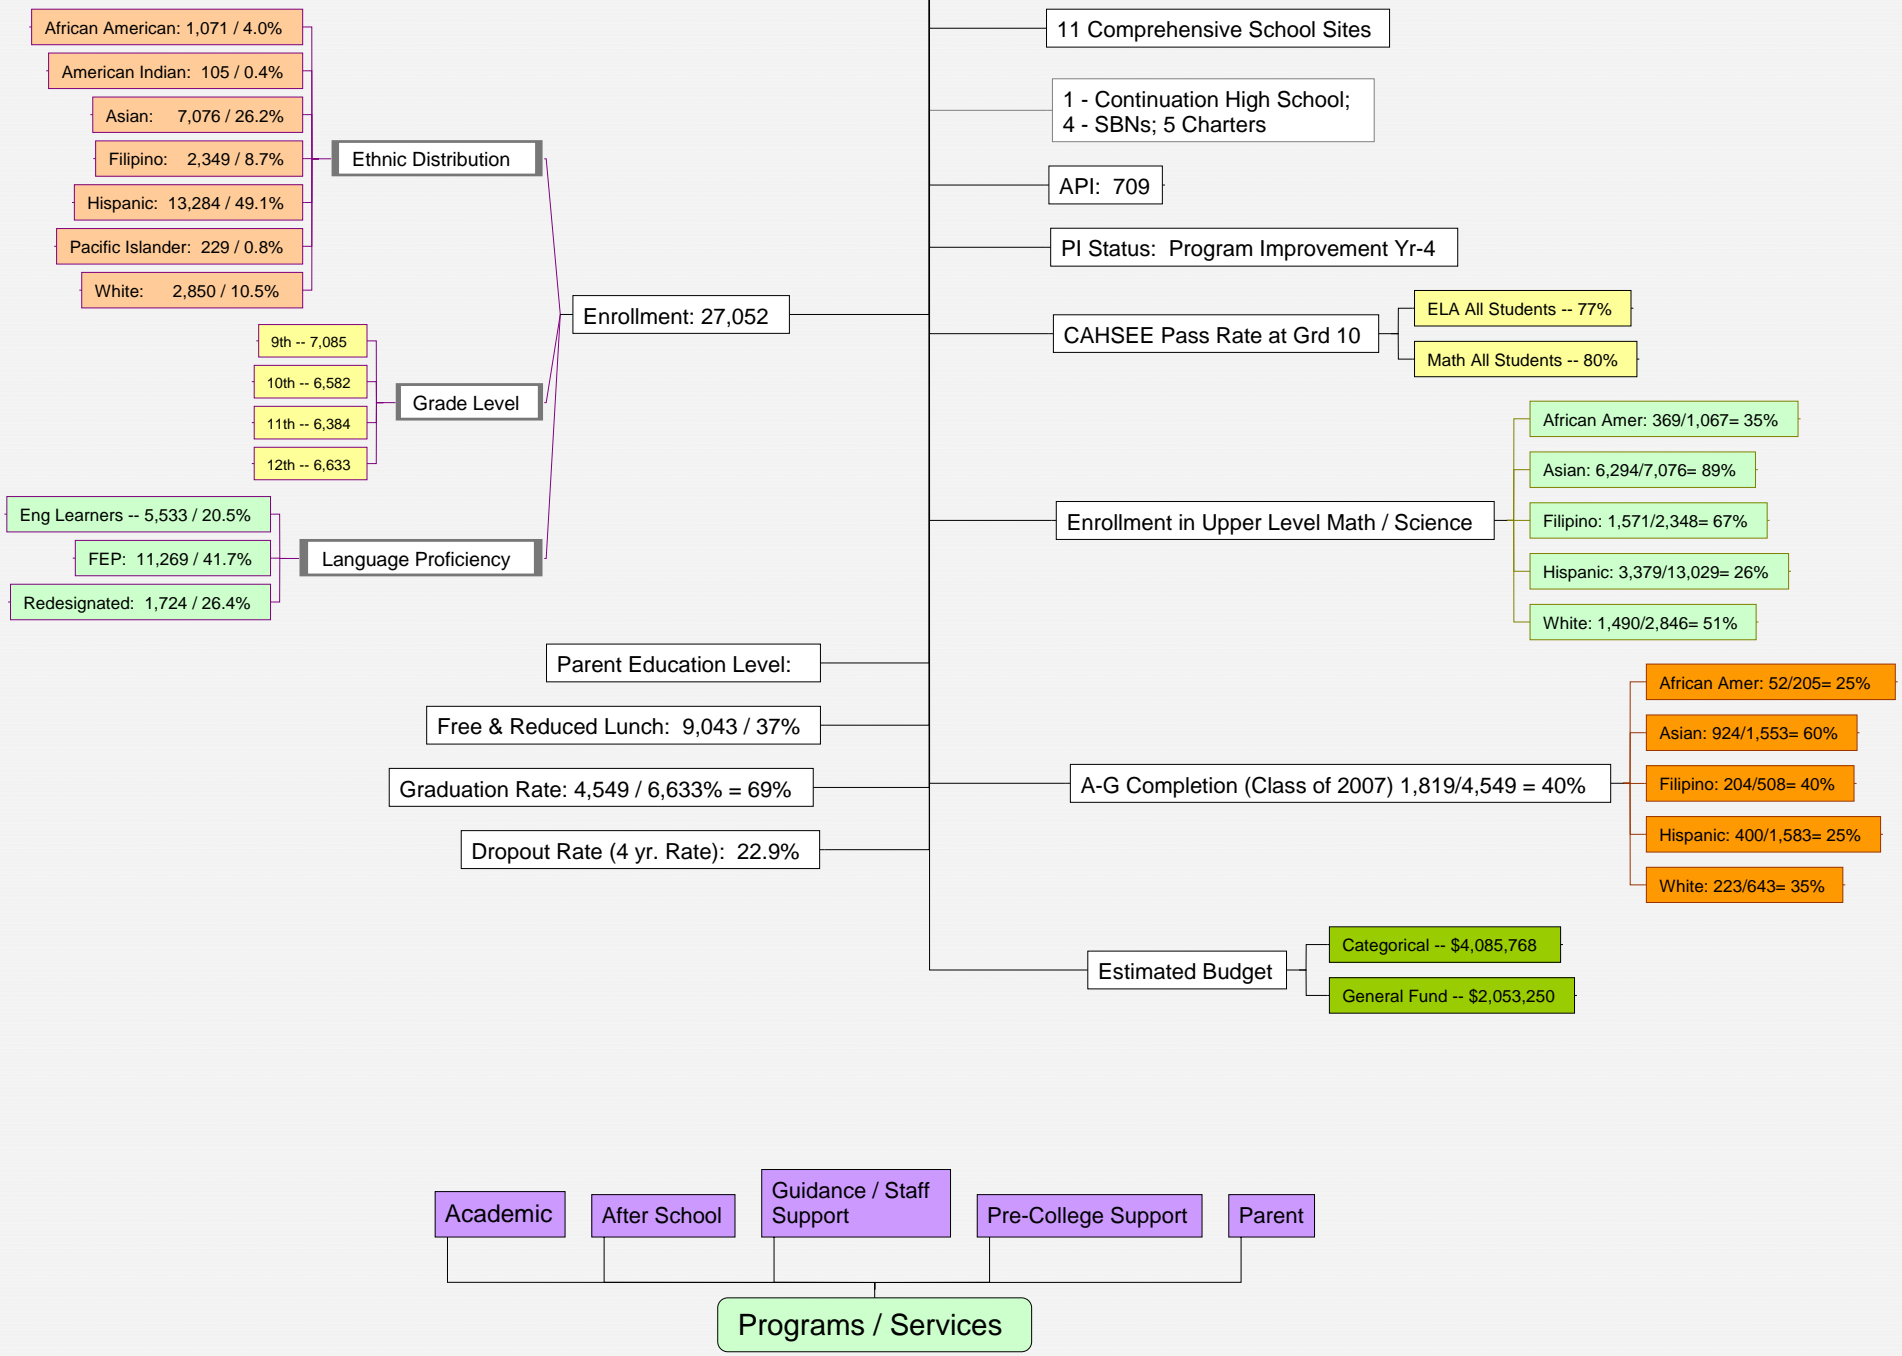 African American: 1,071 / 4.0%
American Indian: 105 / 0.4%
Asian: 7,076 / 26.2%
Filipino: 2,349 / 8.7%
Hispanic: 13,284 / 49.1%
Pacific Islander: 229 / 0.8%
White: 2,850 / 10.5%
Ethnic Distribution
9th -- 7,085
10th -- 6,582
11th -- 6,384
12th -- 6,633
Grade Level
Eng Learners -- 5,533 / 20.5%
FEP: 11,269 / 41.7%
Redesignated: 1,724 / 26.4%
Language Proficiency
Enrollment: 27,052
Parent Education Level:
Free & Reduced Lunch: 9,043 / 37%
Graduation Rate: 4,549 / 6,633% = 69%
Dropout Rate (4 yr. Rate): 22.9%
11 Comprehensive School Sites
1 - Continuation High School;
4 - SBNs; 5 Charters
API: 709
PI Status: Program Improvement Yr-4
CAHSEE Pass Rate at Grd 10
ELA All Students -- 77%
Math All Students -- 80%
Enrollment in Upper Level Math / Science
African Amer: 369/1,067= 35%
Asian: 6,294/7,076= 89%
Filipino: 1,571/2,348= 67%
Hispanic: 3,379/13,029= 26%
White: 1,490/2,846= 51%
A-G Completion (Class of 2007) 1,819/4,549 = 40%
African Amer: 52/205= 25%
Asian: 924/1,553= 60%
Filipino: 204/508= 40%
Hispanic: 400/1,583= 25%
White: 223/643= 35%
Estimated Budget
Categorical -- $4,085,768
General Fund -- $2,053,250
Academic
After School
Guidance / Staff
Support
Pre-College Support
Parent
Programs / Services